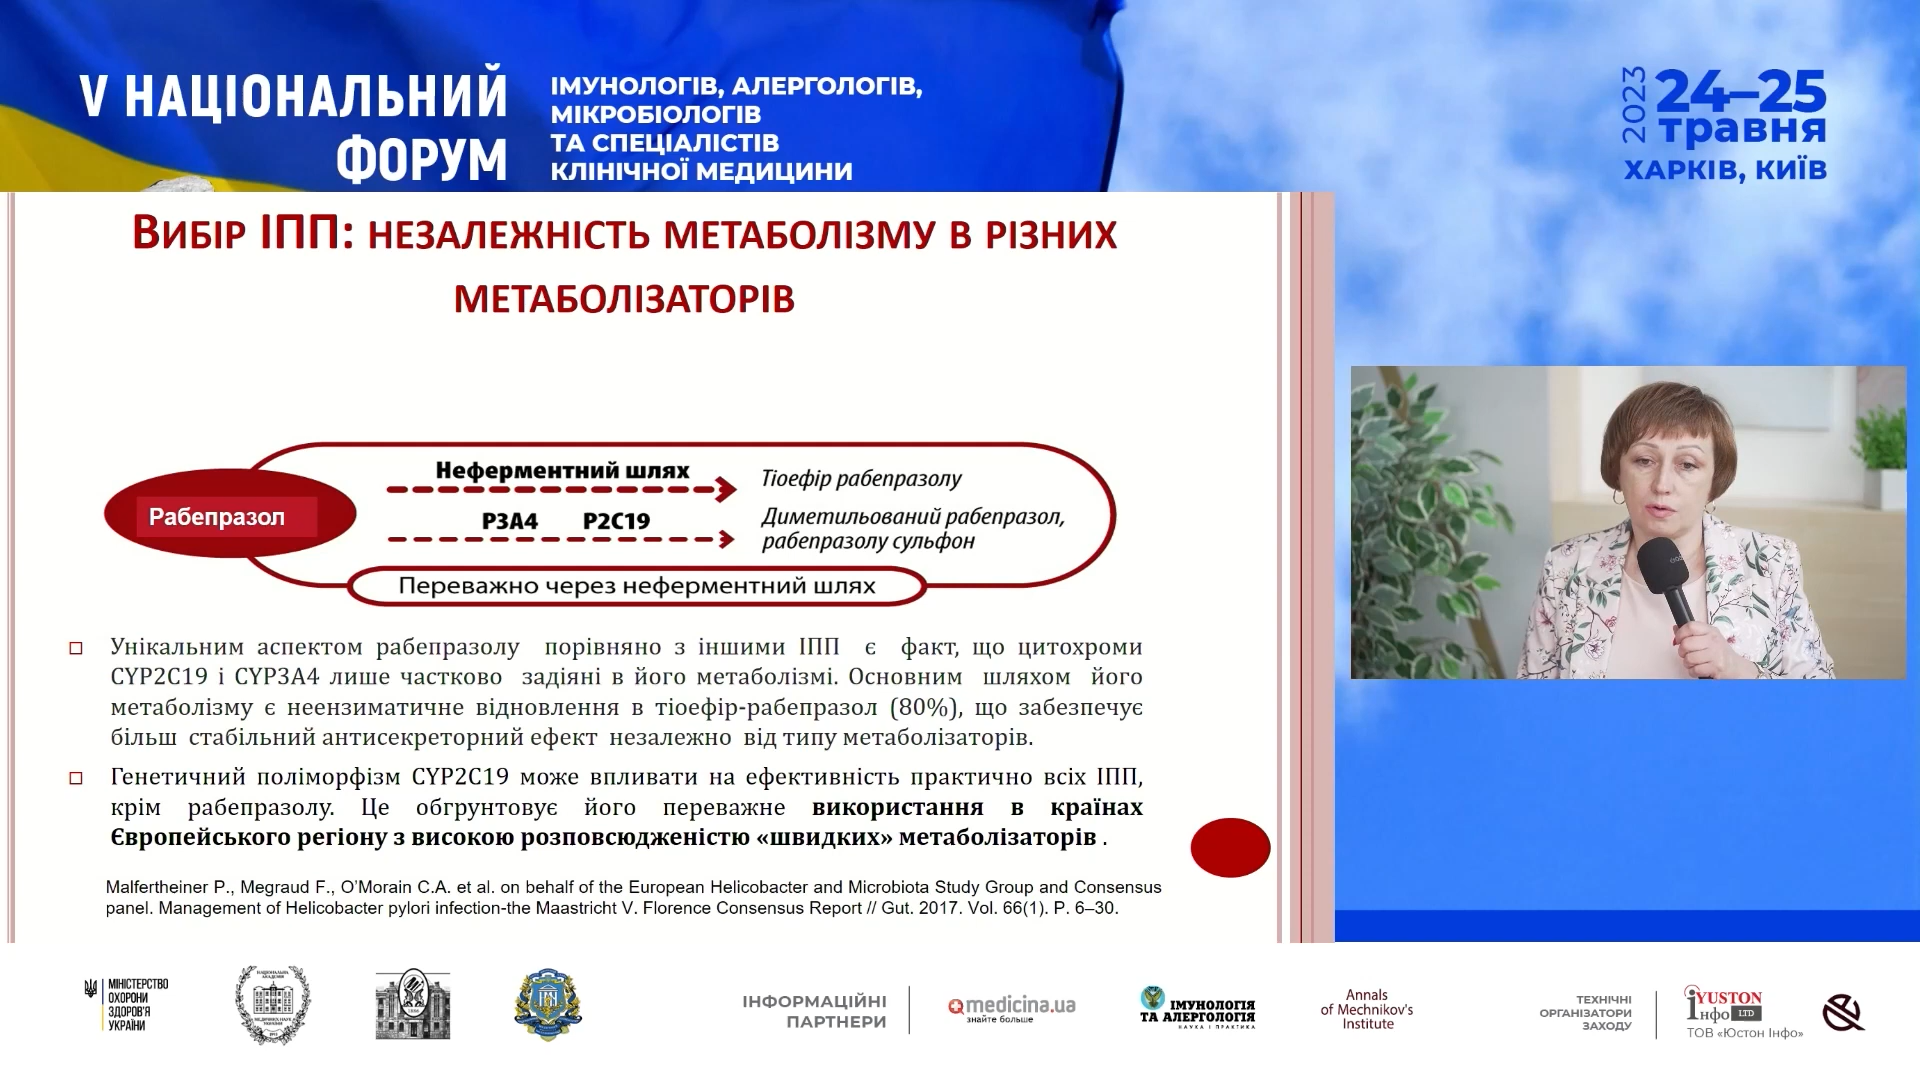 V НАЦІОНАЛЬНИЙ
ФОРУМ
ІМУНОЛОГІВ, АЛЕРГОЛОГІВ,
МІКРОБІОЛОГІВ
ТА СПЕЦІАЛІСТІВ
КЛІНІЧНОЇ МЕДИЦИНИ
2023
24–25
травня
ХАРКІВ, КИЇВ
Вибір ІПП: незалежність метаболізму в різних
метаболізаторів
Неферментний шлях
Тіоефір рабепразолу
Рабепразол
P3A4 P2C19
Диметильований рабепразол,
рабепразолу сульфон
Переважно через неферментний шлях
Унікальним аспектом рабепразолу порівняно з іншими ІПП є факт, що цитохроми
CYP2C19 і CYP3A4 лише частково задіяні в його метаболізмі. Основним шляхом його
метаболізму є неензиматичне відновлення в тіоефір-рабепразол (80%), що забезпечує
більш стабільний антисекреторний ефект незалежно від типу метаболізаторів.
Генетичний поліморфізм CYP2C19 може впливати на ефективність практично всіх ІПП,
крім рабепразолу. Це обгрунтовує його переважне використання в країнах
Європейського регіону з високою розповсюдженістю «швидких» метаболізаторів .
Malfertheiner P., Megraud F., O’Morain C.A. et al. on behalf of the European Helicobacter and Microbiota Study Group and Consensus
panel. Management of Helicobacter pylori infection-the Maastricht V. Florence Consensus Report // Gut. 2017. Vol. 66(1). P. 6–30.
МІНІСТЕРСТВО
ОХОРОНИ
ЗДОРОВ'Я
УКРАЇНИ
ІНФОРМАЦІЙНІ
ПАРТНЕРИ
medicina.ua
знайте больше
ІМУНОЛОГІЯ
ТА АЛЕРГОЛОГІЯ
НАУКА І ПРАКТИКА
Annals
of Mechnikov's
Institute
ТЕХНІЧНІ
ОРГАНІЗАТОРИ
ЗАХОДУ
YUSTON
Інфо LTD
ТОВ «Юстон Інфо»